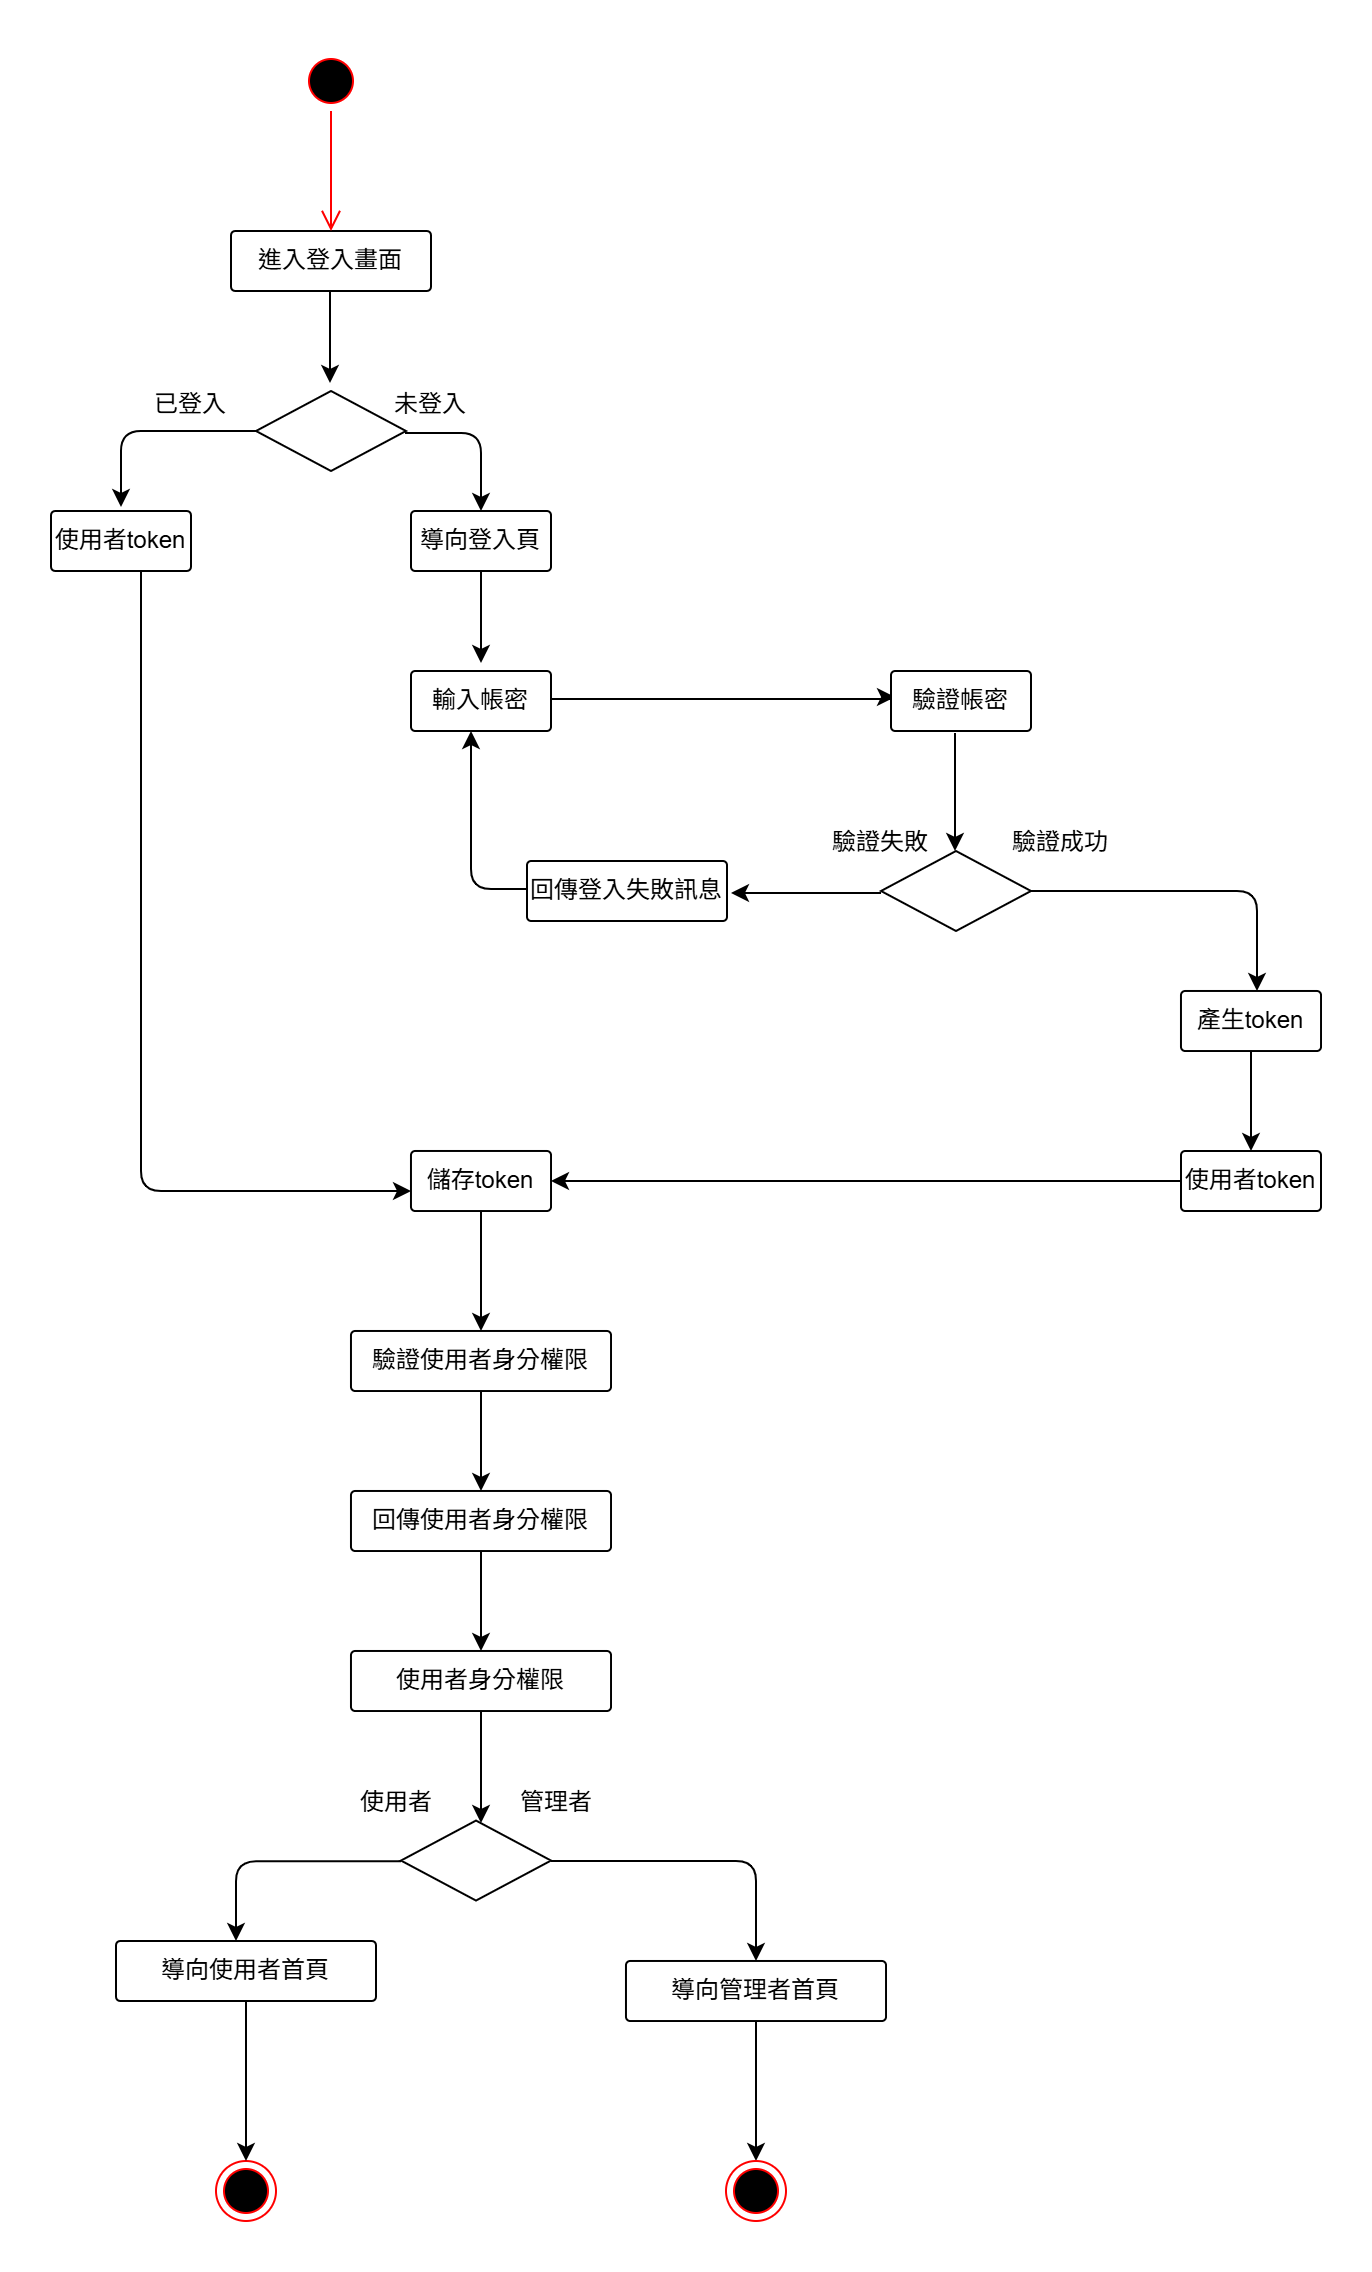 進入登入畫面
已登入
未登入
使用者token
導向登入頁
輸入帳密
驗證帳密
驗證失敗
驗證成功
回傳登入失敗訊息
產生token
儲存token
使用者token
驗證使用者身分權限
回傳使用者身分權限
使用者身分權限
使用者
管理者
導向使用者首頁
導向管理者首頁